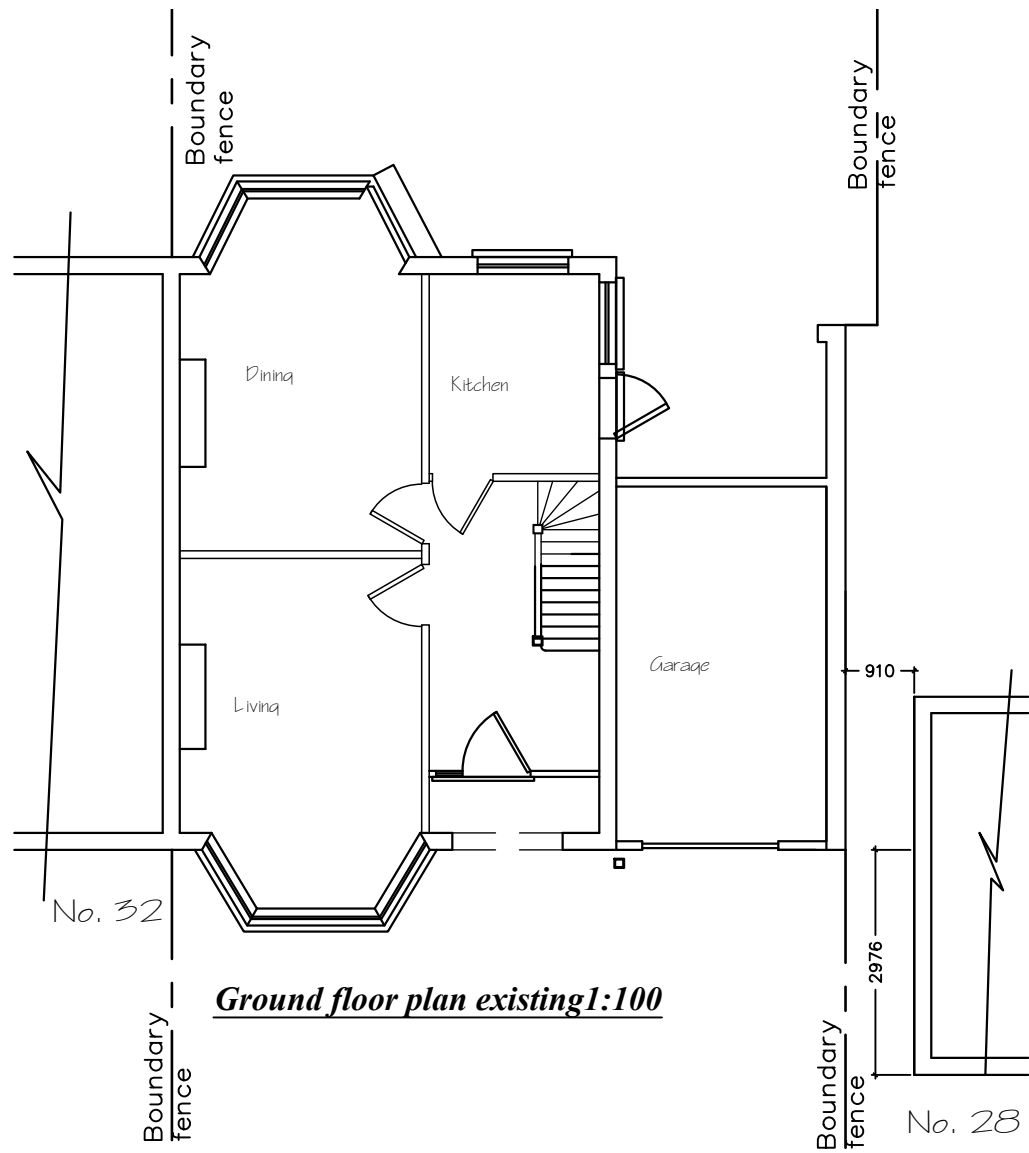 Boundary
fence
Boundary
fence
Dining
Kitchen
Garage
910
Living
No. 32
2976
Ground floor plan existing1:100
Boundary
fence
Boundary
fence
No. 28